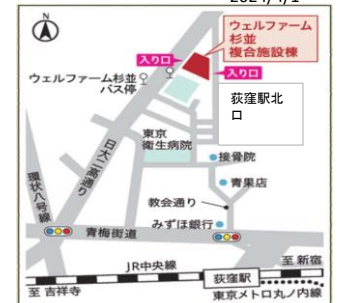 N
ウェルファーム
杉並
複合施設棟
入り口
入り口
ウェルファーム杉並
バス停
荻窪駅北
口
東京
衛生病院
日大二高通り
接骨院
青果店
環状八号線
教会通り
みずほ銀行
青梅街道
JR中央線
至 新宿
荻窪駅
至 吉祥寺
東京メトロ丸ノ内線